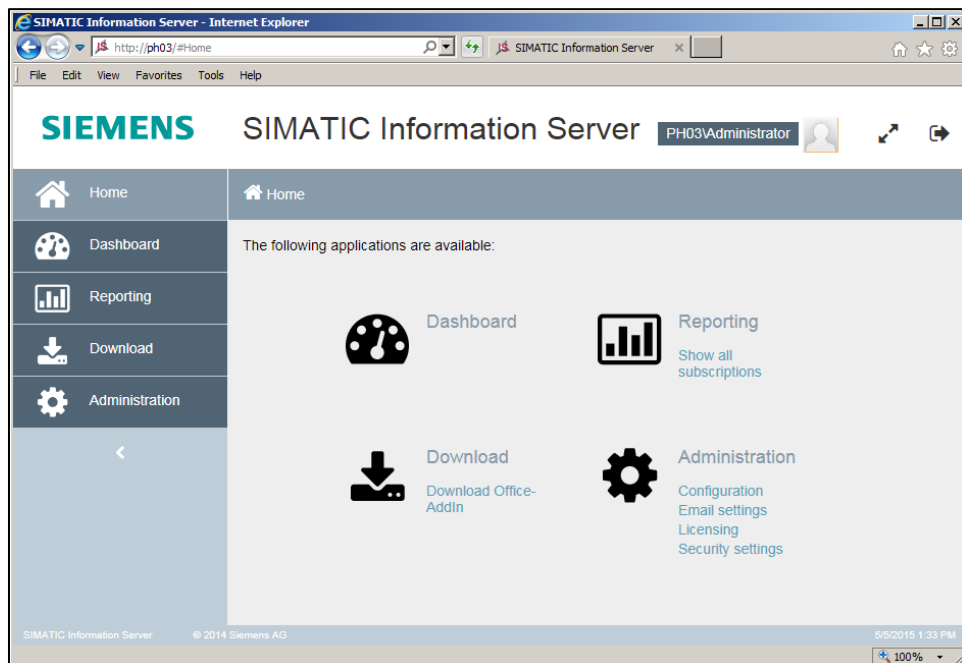 SIMATIC Information Server - Internet Explorer
http://ph03/#Home
SIMATIC Information Server
File Edit View Favorites Tools Help
SIEMENS
SIMATIC Information Server
PH03\Administrator
Home
Dashboard
Reporting
Download
Administration
Home
The following applications are available:
Dashboard
Reporting
Show all
subscriptions
Download
Download Office-
AddIn
Administration
Configuration
Email settings
Licensing
Security settings
SIMATIC Information Server © 2014 Siemens AG 5/5/2015 1:33 PM
100%